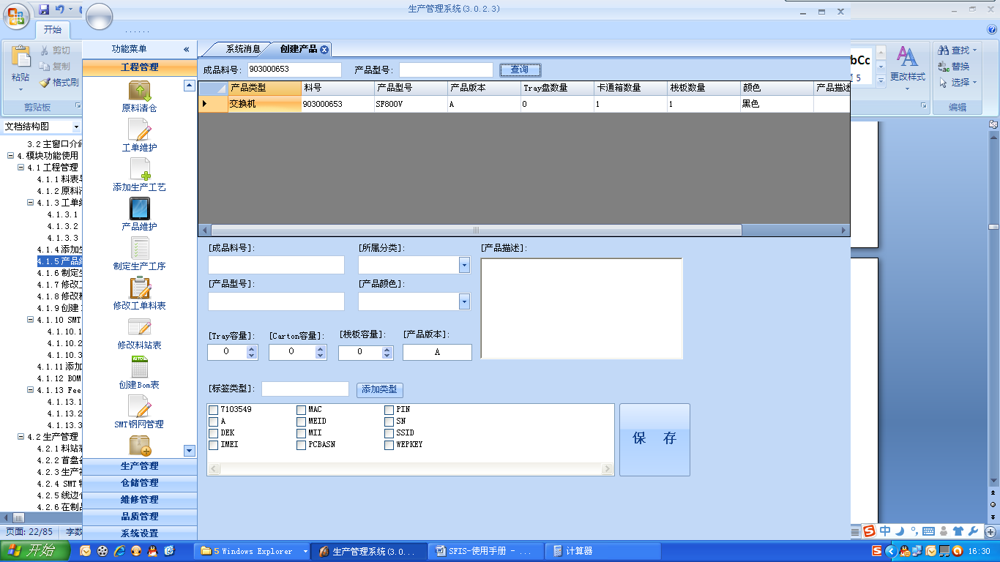 生产管理系统(3.0.2.3)
开始
......
粘贴
剪切
复制
格式刷
剪贴板
文档结构图
3.2 主窗口介绍
4. 模块功能使用
4.1 工程管理
4.1.1 料表
4.1.2 原料
4.1.3 工单
4.1.3.1
4.1.3.2
4.1.3.3
4.1.4 添加
4.1.5 产品
4.1.6 制定
4.1.7 修改
4.1.8 修改
4.1.9 创建
4.1.10 SMT
4.1.10.1
4.1.10.2
4.1.10.3
4.1.11 添加
4.1.12 BOM
4.1.13 Fee
4.1.13.1
4.1.13.2
4.1.13.3
4.2 生产管理
4.2.1 料站
4.2.2 首盘
4.2.3 生产
4.2.4 SMT
4.2.5 线边
4.2.6 在制
页面: 22/85
字数
功能菜单 «
工程管理
原料清仓
工单维护
添加生产工艺
产品维护
制定生产工序
修改工单料表
修改料站表
AUTO
创建Bom表
SMT钢网管理
生产管理
仓储管理
维修管理
品质管理
系统设置
系统消息
创建产品
成品料号: 903000653 产品型号: 查询
产品类型 料号 产品型号 产品版本 Tray盘数量 卡通箱数量 栈板数量 颜色 产品描述
交换机 903000653 SF800V A 0 1 1 黑色
[成品料号]: [所属分类]: [产品描述]:
[产品型号]: [产品颜色]:
[Tray容量]: [Carton容量]: [栈板容量]: [产品版本]:
0 0 0 A
[标签类型]: 添加类型
7103549 MAC PIN
A MEID SN
DEK MII SSID
IMEI PCBASN WEPKEY
保 存
bCc
5
更改样式
查找
替换
选择
编辑
中
开始
5 Windows Explorer
生产管理系统(3.0...
SFIS-使用手册 - ...
计算器
16:30